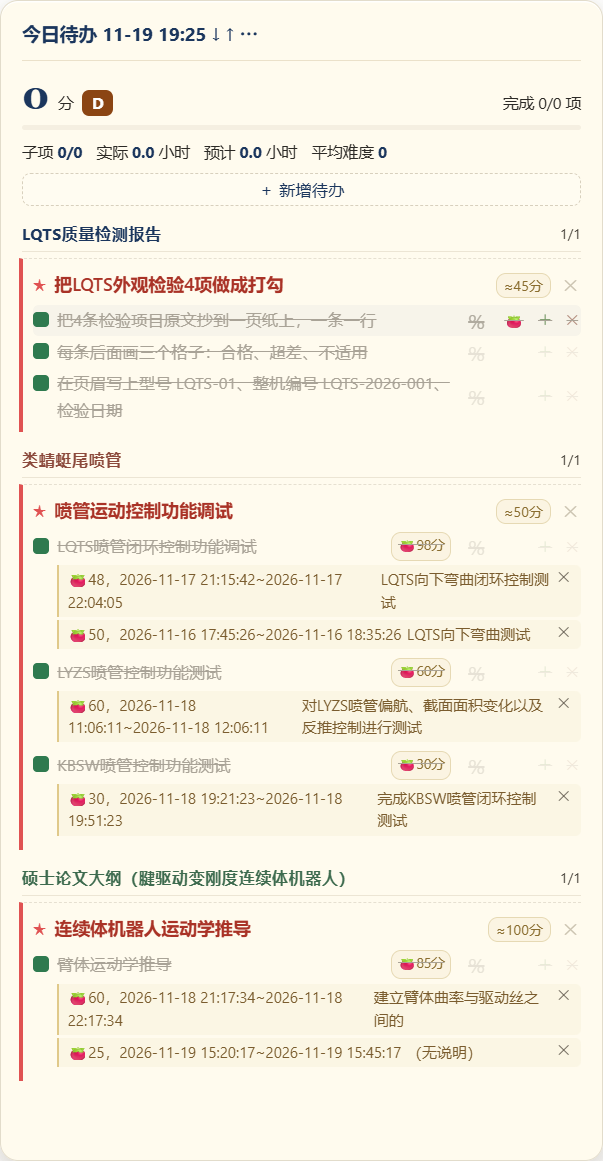 今日待办 11-19 19:25 ↓ ↑ ···
0 分 D 完成 0/0 项
子项 0/0 实际 0.0 小时 预计 0.0 小时 平均难度 0
+ 新增待办
LQTS质量检测报告 1/1
★ 把LQTS外观检验4项做成打勾 ≈45分 ×
把4条检验项目原文抄到一页纸上，一条一行 % 🍅 + ×
每条后面画三个格子：合格、超差、不适用 % + ×
在页眉写上型号 LQTS-01、整机编号 LQTS-2026-001、 % + ×
检验日期
类蜻蜓尾喷管 1/1
★ 喷管运动控制功能调试 ≈50分 ×
LQTS喷管闭环控制功能调试 🍅98分 % + ×
🍅48，2026-11-17 21:15:42~2026-11-17 LQTS向下弯曲闭环控制测 ×
22:04:05 试
🍅50，2026-11-16 17:45:26~2026-11-16 18:35:26 LQTS向下弯曲测试 ×
LYZS喷管控制功能测试 🍅60分 % + ×
🍅60，2026-11-18 对LYZS喷管偏航、截面面积变化以及 ×
11:06:11~2026-11-18 12:06:11 反推控制进行测试
KBSW喷管控制功能测试 🍅30分 % + ×
🍅30，2026-11-18 19:21:23~2026-11-18 完成KBSW喷管闭环控制 ×
19:51:23 测试
硕士论文大纲（腱驱动变刚度连续体机器人） 1/1
★ 连续体机器人运动学推导 ≈100分 ×
臂体运动学推导 🍅85分 % + ×
🍅60，2026-11-18 21:17:34~2026-11-18 建立臂体曲率与驱动丝之 ×
22:17:34 间的
🍅25，2026-11-19 15:20:17~2026-11-19 15:45:17 （无说明） ×